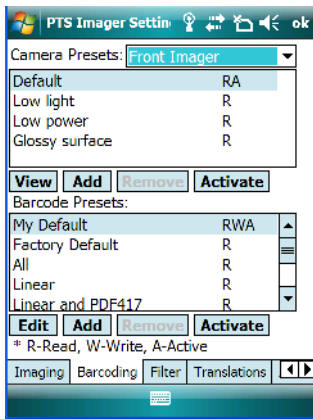 PTS Imager Settin ok
Camera Presets: Front Imager
Default RA
Low light R
Low power R
Glossy surface R
View Add Remove Activate
Barcode Presets:
My Default RWA
Factory Default R
All R
Linear R
Linear and PDF417 R
Edit Add Remove Activate
* R-Read, W-Write, A-Active
Imaging Barcoding Filter Translations